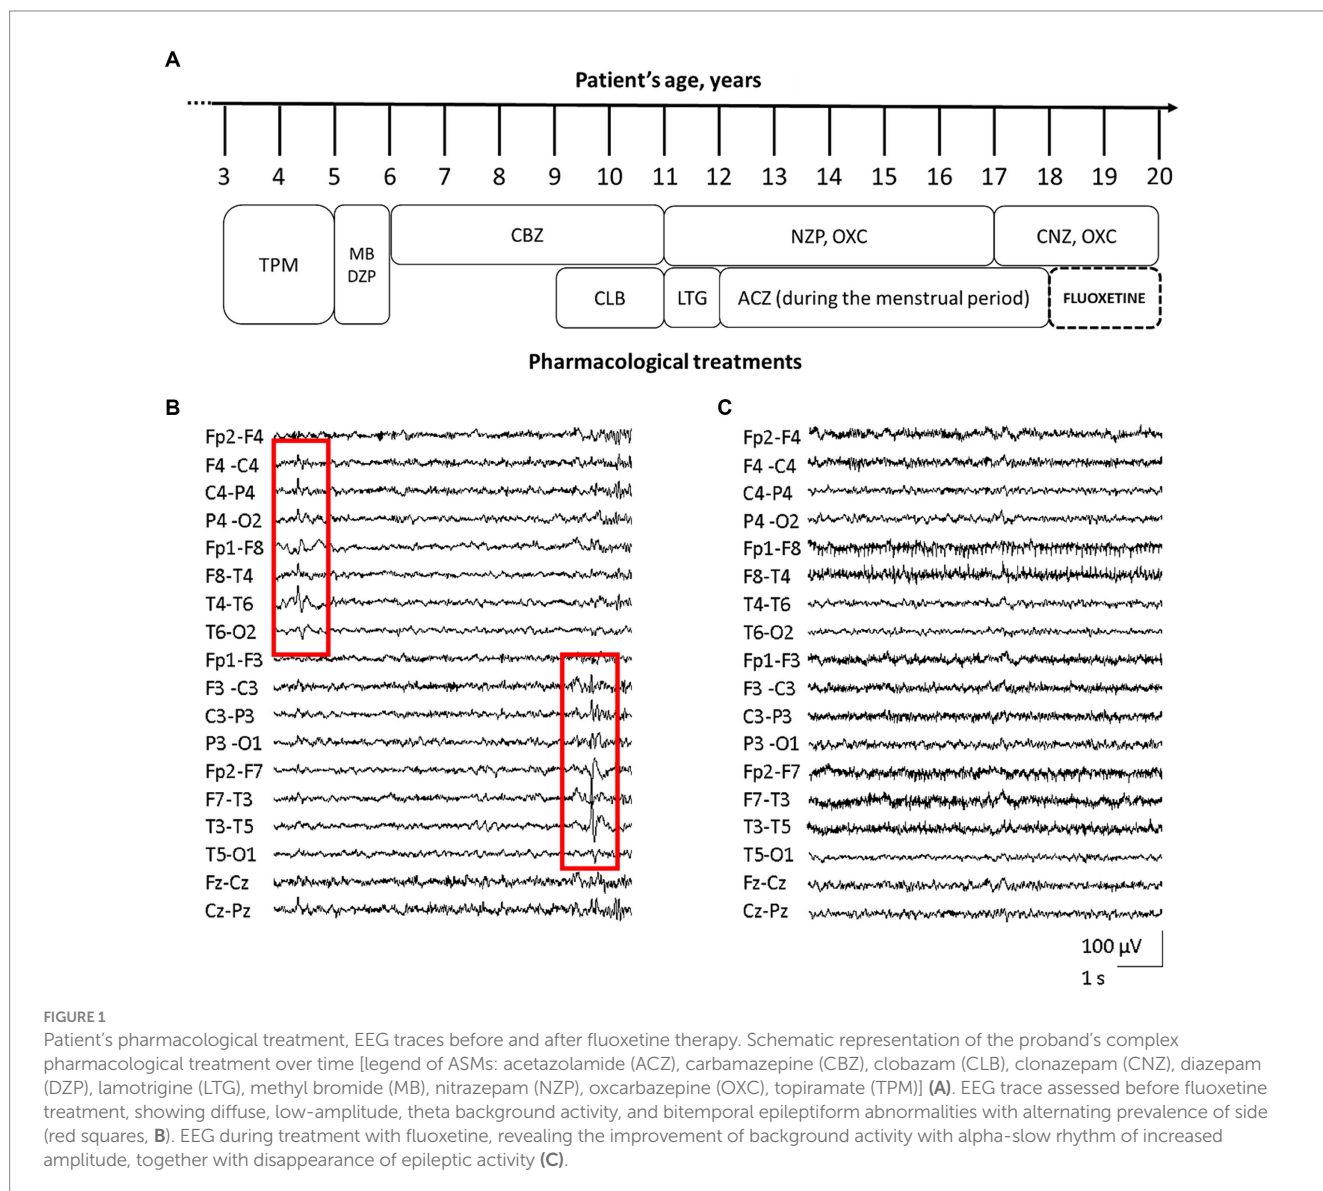 A
Patient's age, years
3 4 5 6 7 8 9 10 11 12 13 14 15 16 17 18 19 20
TPM
MB
DZP
CBZ
NZP, OXC
CNZ, OXC
CLB
LTG
ACZ (during the menstrual period)
FLUOXETINE
Pharmacological treatments
B
Fp2-F4
F4 -C4
C4-P4
P4 -O2
Fp1-F8
F8-T4
T4-T6
T6-O2
Fp1-F3
F3 -C3
C3-P3
P3 -O1
Fp2-F7
F7-T3
T3-T5
T5-O1
Fz-Cz
Cz-Pz
C
Fp2-F4
F4 -C4
C4-P4
P4 -O2
Fp1-F8
F8-T4
T4-T6
T6-O2
Fp1-F3
F3 -C3
C3-P3
P3 -O1
Fp2-F7
F7-T3
T3-T5
T5-O1
Fz-Cz
Cz-Pz
100 µV
1 s
FIGURE 1
Patient's pharmacological treatment, EEG traces before and after fluoxetine therapy. Schematic representation of the proband's complex
pharmacological treatment over time [legend of ASMs: acetazolamide (ACZ), carbamazepine (CBZ), clobazam (CLB), clonazepam (CNZ), diazepam
(DZP), lamotrigine (LTG), methyl bromide (MB), nitrazepam (NZP), oxcarbazepine (OXC), topiramate (TPM)] (A). EEG trace assessed before fluoxetine
treatment, showing diffuse, low-amplitude, theta background activity, and bitemporal epileptiform abnormalities with alternating prevalence of side
(red squares, B). EEG during treatment with fluoxetine, revealing the improvement of background activity with alpha-slow rhythm of increased
amplitude, together with disappearance of epileptic activity (C).